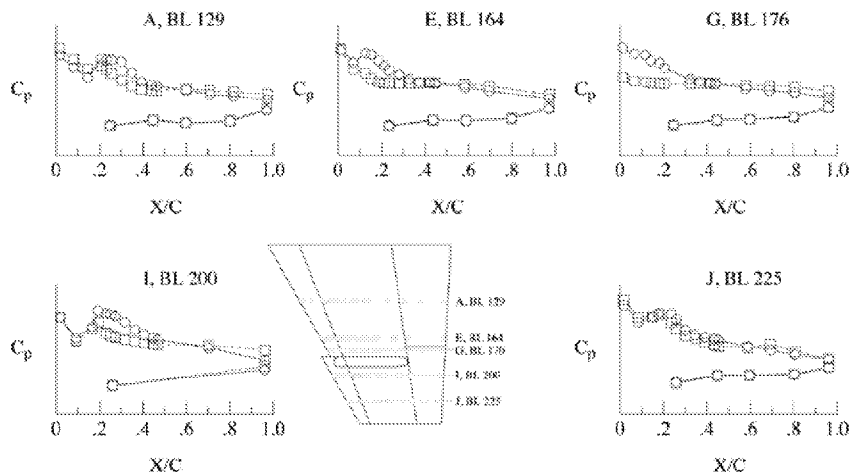 A, BL 129
E, BL 164
G, BL 176
Cp
Cp
Cp
0 .2 .4 .6 .8 1.0
0 .2 .4 .6 .8 1.0
0 .2 .4 .6 .8 1.0
X/C
X/C
X/C
I, BL 200
J, BL 225
A, BL 129
E, BL 164
G, BL 176
I, BL 200
J, BL 225
Cp
Cp
0 .2 .4 .6 .8 1.0
0 .2 .4 .6 .8 1.0
X/C
X/C